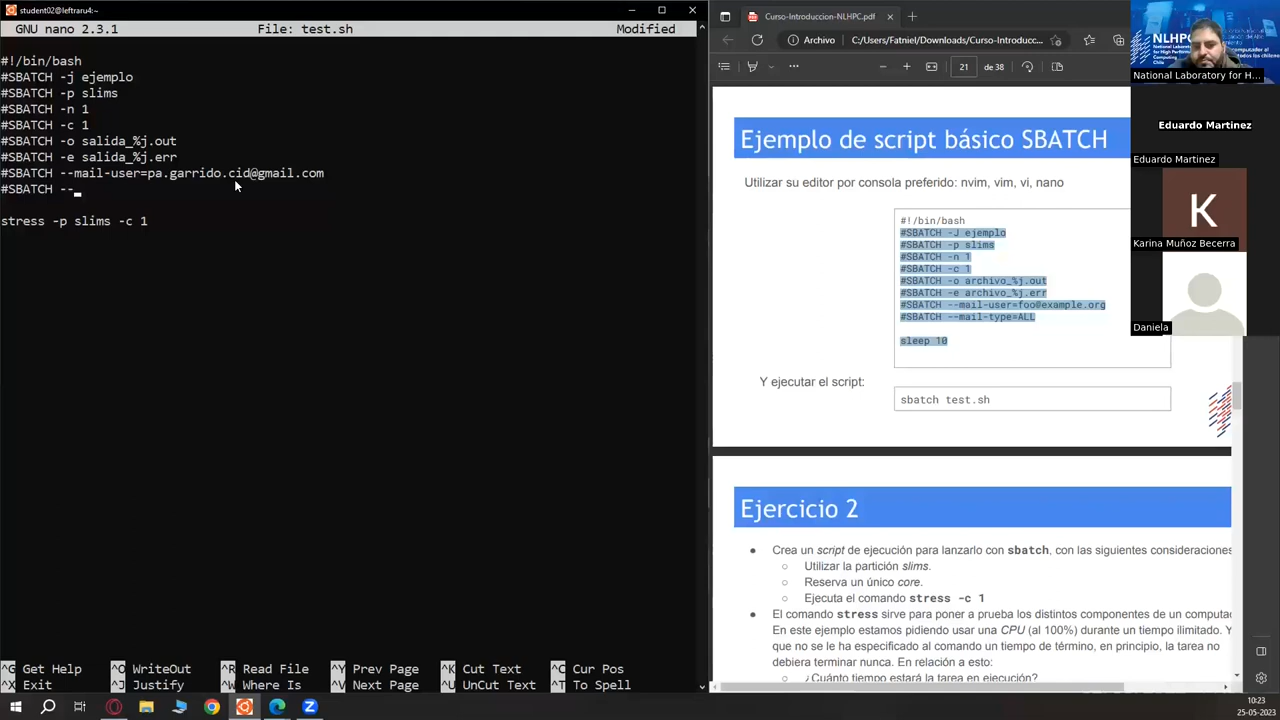 student02@leftraru4:~
GNU nano 2.3.1 File: test.sh Modified
#!/bin/bash
#SBATCH -j ejemplo
#SBATCH -p slims
#SBATCH -n 1
#SBATCH -c 1
#SBATCH -o salida_%j.out
#SBATCH -e salida_%j.err
#SBATCH --mail-user=pa.garrido.cid@gmail.com
#SBATCH --
stress -p slims -c 1
^G Get Help ^O WriteOut ^R Read File ^Y Prev Page ^K Cut Text ^C Cur Pos
^X Exit ^J Justify ^W Where Is ^V Next Page ^U UnCut Text ^T To Spell
Curso-Introduccion-NLHPC.pdf
Archivo C:/Users/Fatniel/Downloads/Curso-Introducc...
21 de 38
Ejemplo de script básico SBATCH
Utilizar su editor por consola preferido: nvim, vim, vi, nano
#!/bin/bash
#SBATCH -J ejemplo
#SBATCH -p slims
#SBATCH -n 1
#SBATCH -c 1
#SBATCH -o archivo_%j.out
#SBATCH -e archivo_%j.err
#SBATCH --mail-user=foo@example.org
#SBATCH --mail-type=ALL
sleep 10
Y ejecutar el script:
sbatch test.sh
Ejercicio 2
● Crea un script de ejecución para lanzarlo con sbatch, con las siguientes consideraciones
○ Utilizar la partición slims.
○ Reserva un único core.
○ Ejecuta el comando stress -c 1
● El comando stress sirve para poner a prueba los distintos componentes de un computa
En este ejemplo estamos pidiendo usar una CPU (al 100%) durante un tiempo ilimitado. Y
que no se le ha especificado al comando un tiempo de término, en principio, la tarea no
debiera terminar nunca. En relación a esto:
○ ¿Cuánto tiempo estará la tarea en ejecución?
NLHPC
National Laboratory for H...
Eduardo Martinez
Eduardo Martinez
K
Karina Muñoz Becerra
Daniela
10:23
25-05-2023